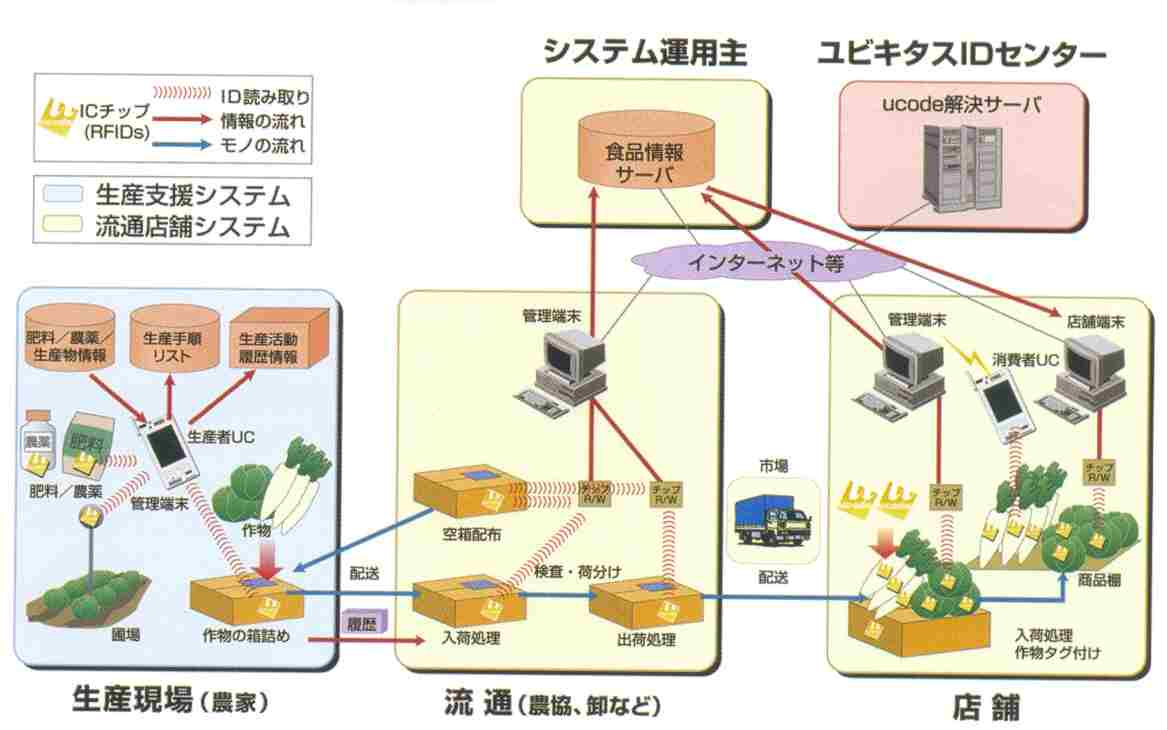 システム運用主
ユビキタスIDセンター
ICチップ
(RFIDs)
ID読み取り
情報の流れ
モノの流れ
生産支援システム
流通店舗システム
食品情報
サーバ
ucode解決サーバ
インターネット等
肥料/農薬/
生産物情報
生産手順
リスト
生産活動
履歴情報
農薬
肥料
肥料/農薬
生産者UC
管理端末
作物
圃場
作物の箱詰め
配送
履歴
管理端末
チップ
R/W
チップ
R/W
空箱配布
検査・荷分け
入荷処理
出荷処理
市場
配送
管理端末
店舗端末
消費者UC
チップ
R/W
チップ
R/W
商品棚
入荷処理
作物タグ付け
生産現場(農家)
流通(農協、卸など)
店舗